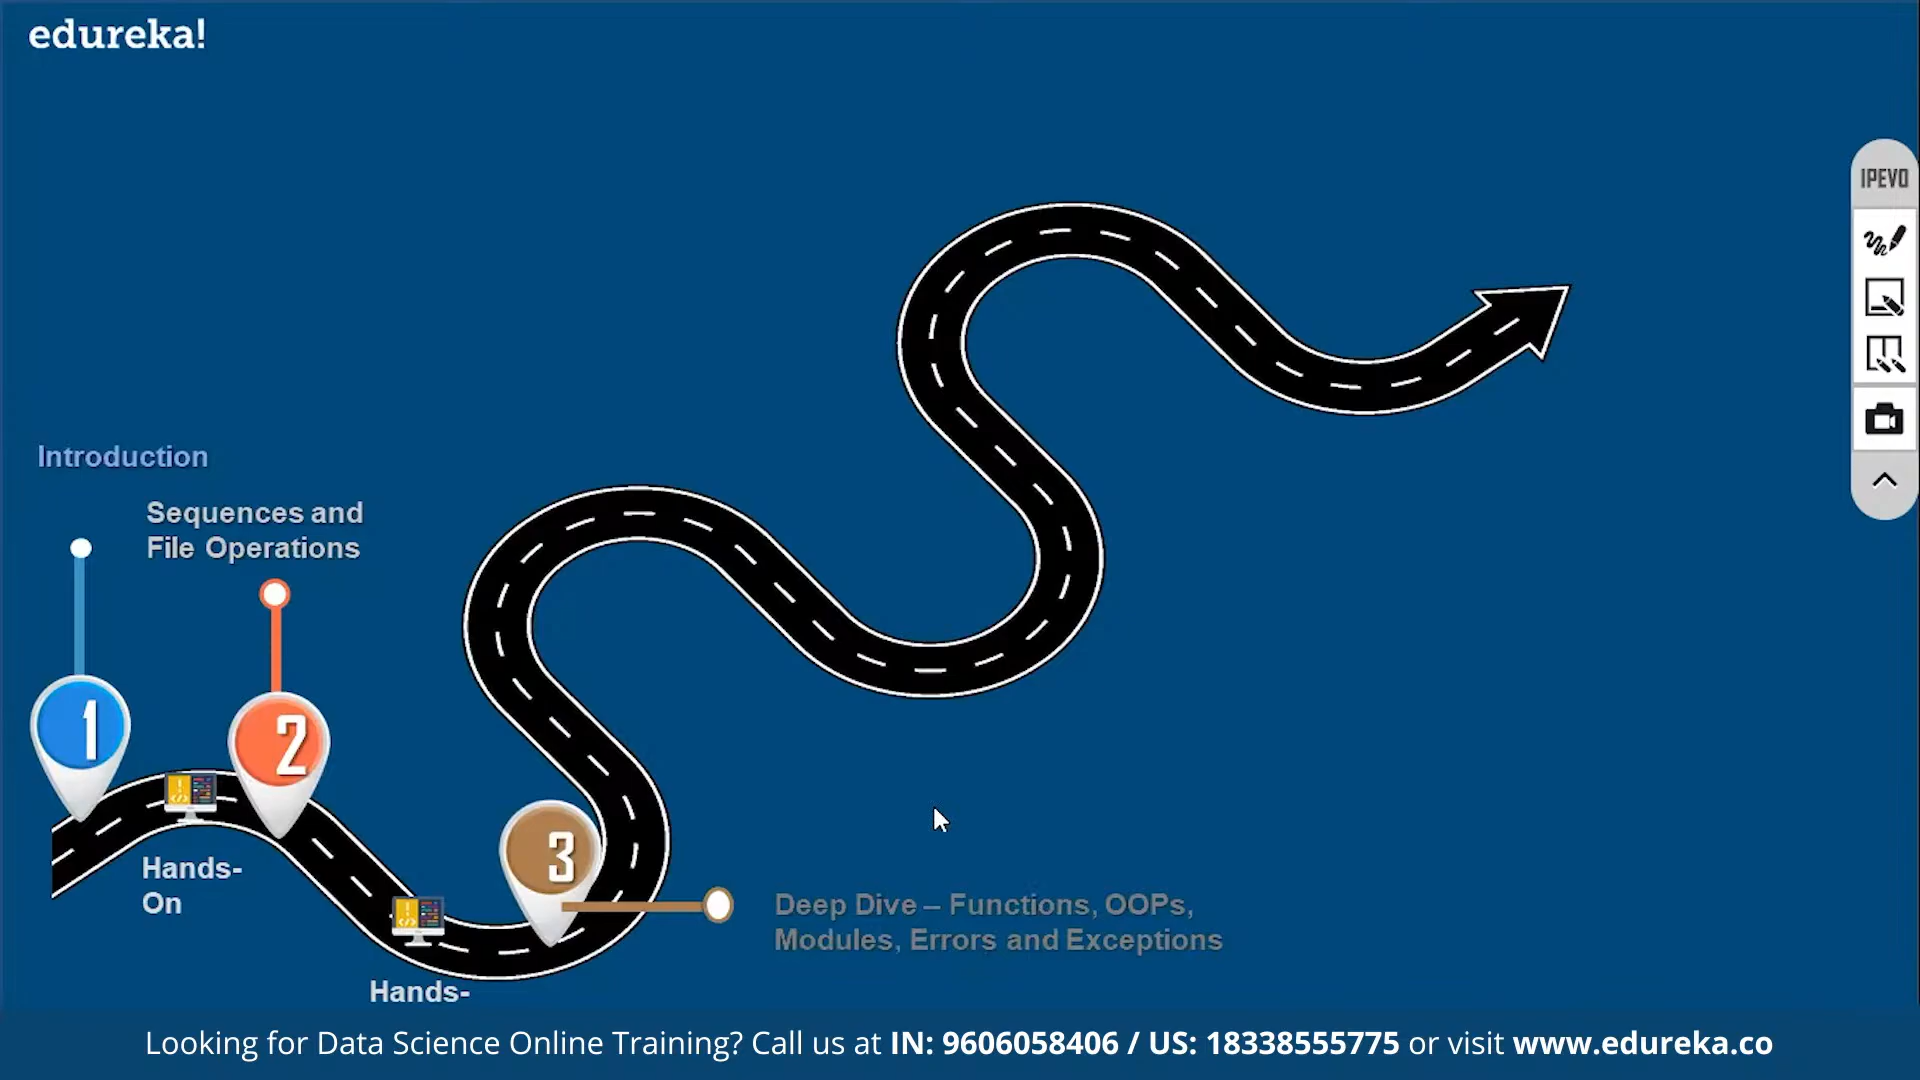 edureka!
IPEVO
Introduction
Sequences and
File Operations
1
2
3
Hands-
On
Deep Dive – Functions, OOPs,
Modules, Errors and Exceptions
Hands-
Looking for Data Science Online Training? Call us at IN: 9606058406 / US: 18338555775 or visit www.edureka.co